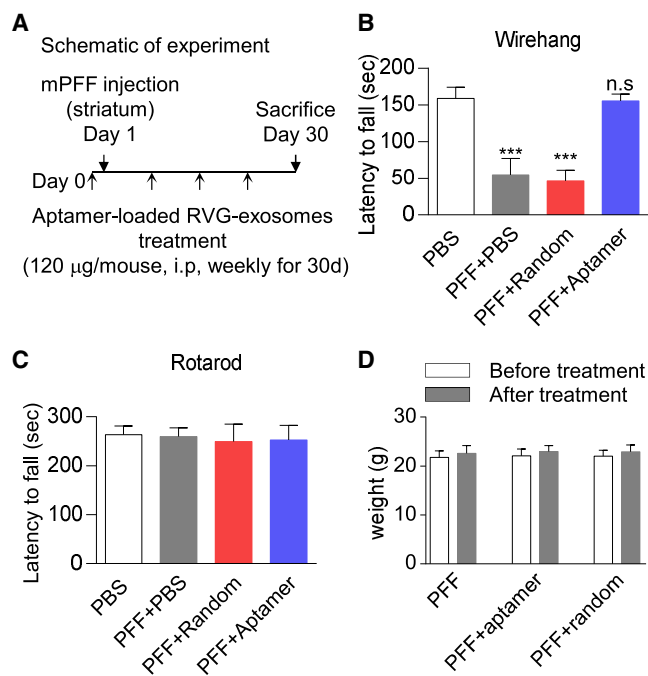 A
Schematic of experiment
mPFF injection
(striatum)
Day 1
Sacrifice
Day 30
Day 0
Aptamer-loaded RVG-exosomes
treatment
(120 μg/mouse, i.p, weekly for 30d)
B
Wirehang
Latency to fall (sec)
200
150
100
50
0
***
***
n.s
PBS
PFF+PBS
PFF+Random
PFF+Aptamer
C
Rotarod
Latency to fall (sec)
300
200
100
0
PBS
PFF+PBS
PFF+Random
PFF+Aptamer
D
Before treatment
After treatment
weight (g)
30
20
10
0
PFF
PFF+aptamer
PFF+random